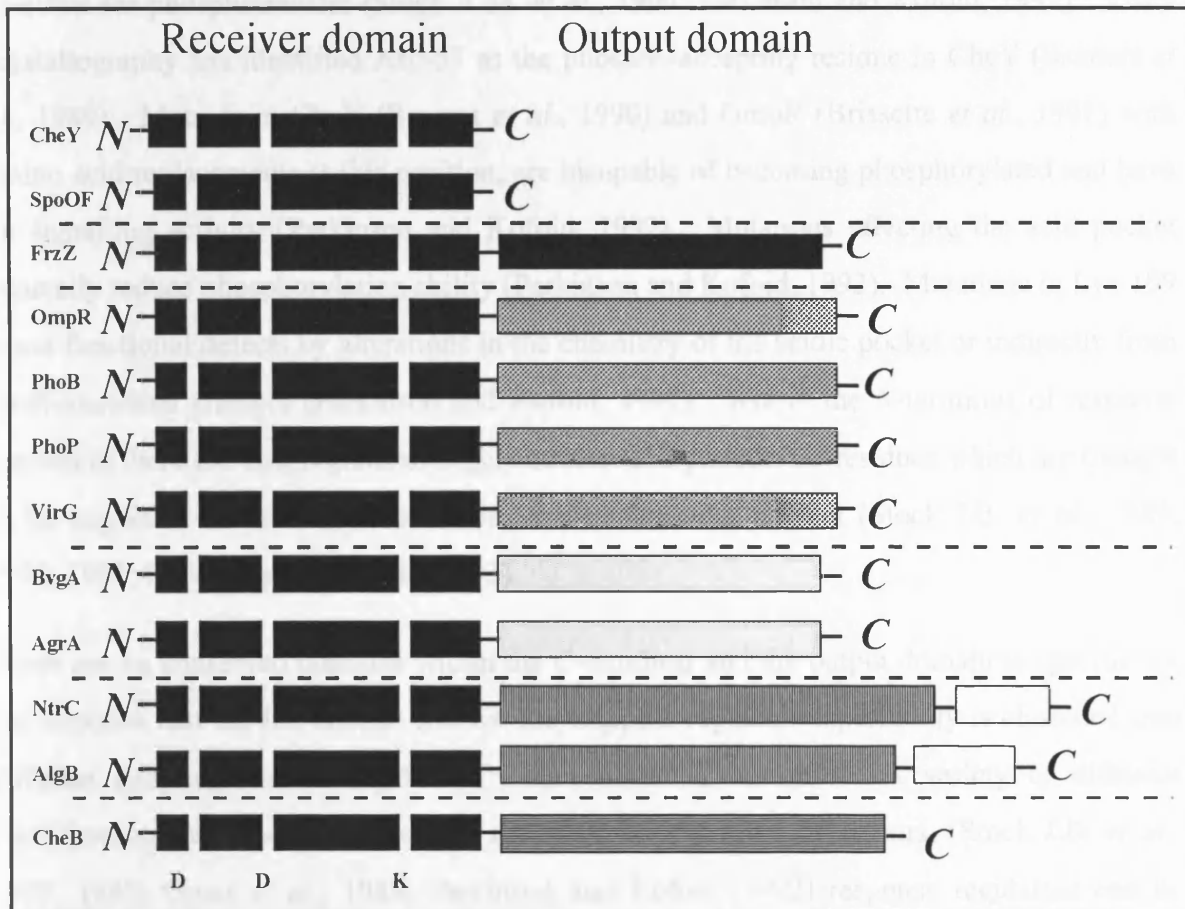 Receiver domain Output domain
CheY N C
SpoOF N C
FrzZ N C
OmpR N C
PhoB N C
PhoP N C
VirG N C
BvgA N C
AgrA N C
NtrC N C
AlgB N C
CheB N C
D D K